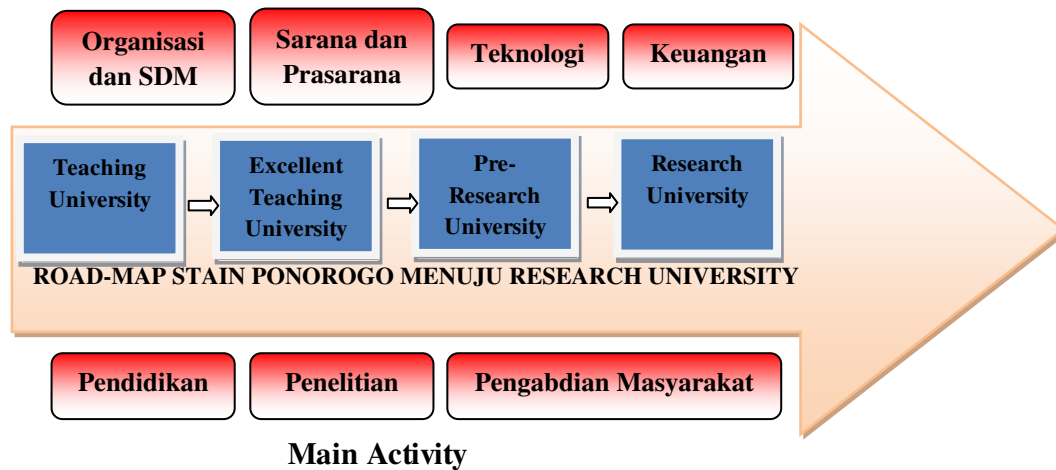 Organisasi
dan SDM
Sarana dan
Prasarana
Teknologi
Keuangan
Teaching
University
Excellent
Teaching
University
Pre-
Research
University
Research
University
ROAD-MAP STAIN PONOROGO MENUJU RESEARCH UNIVERSITY
Pendidikan
Penelitian
Pengabdian Masyarakat
Main Activity